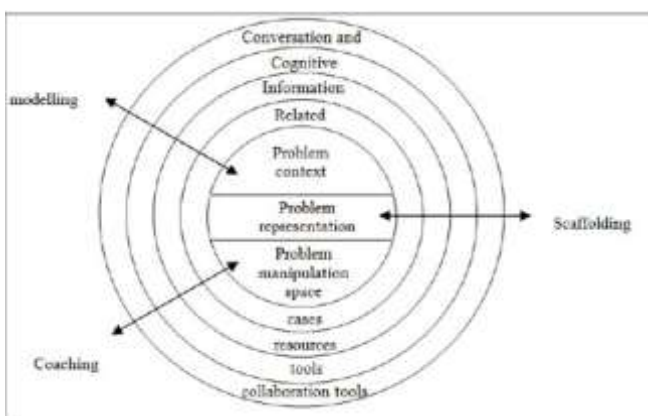 Conversation and
Cognitive
Information
Related
modelling
Problem
context
Problem
representation
Scaffolding
Problem
manipulation
space
cases
resources
Coaching
tools
collaboration tools